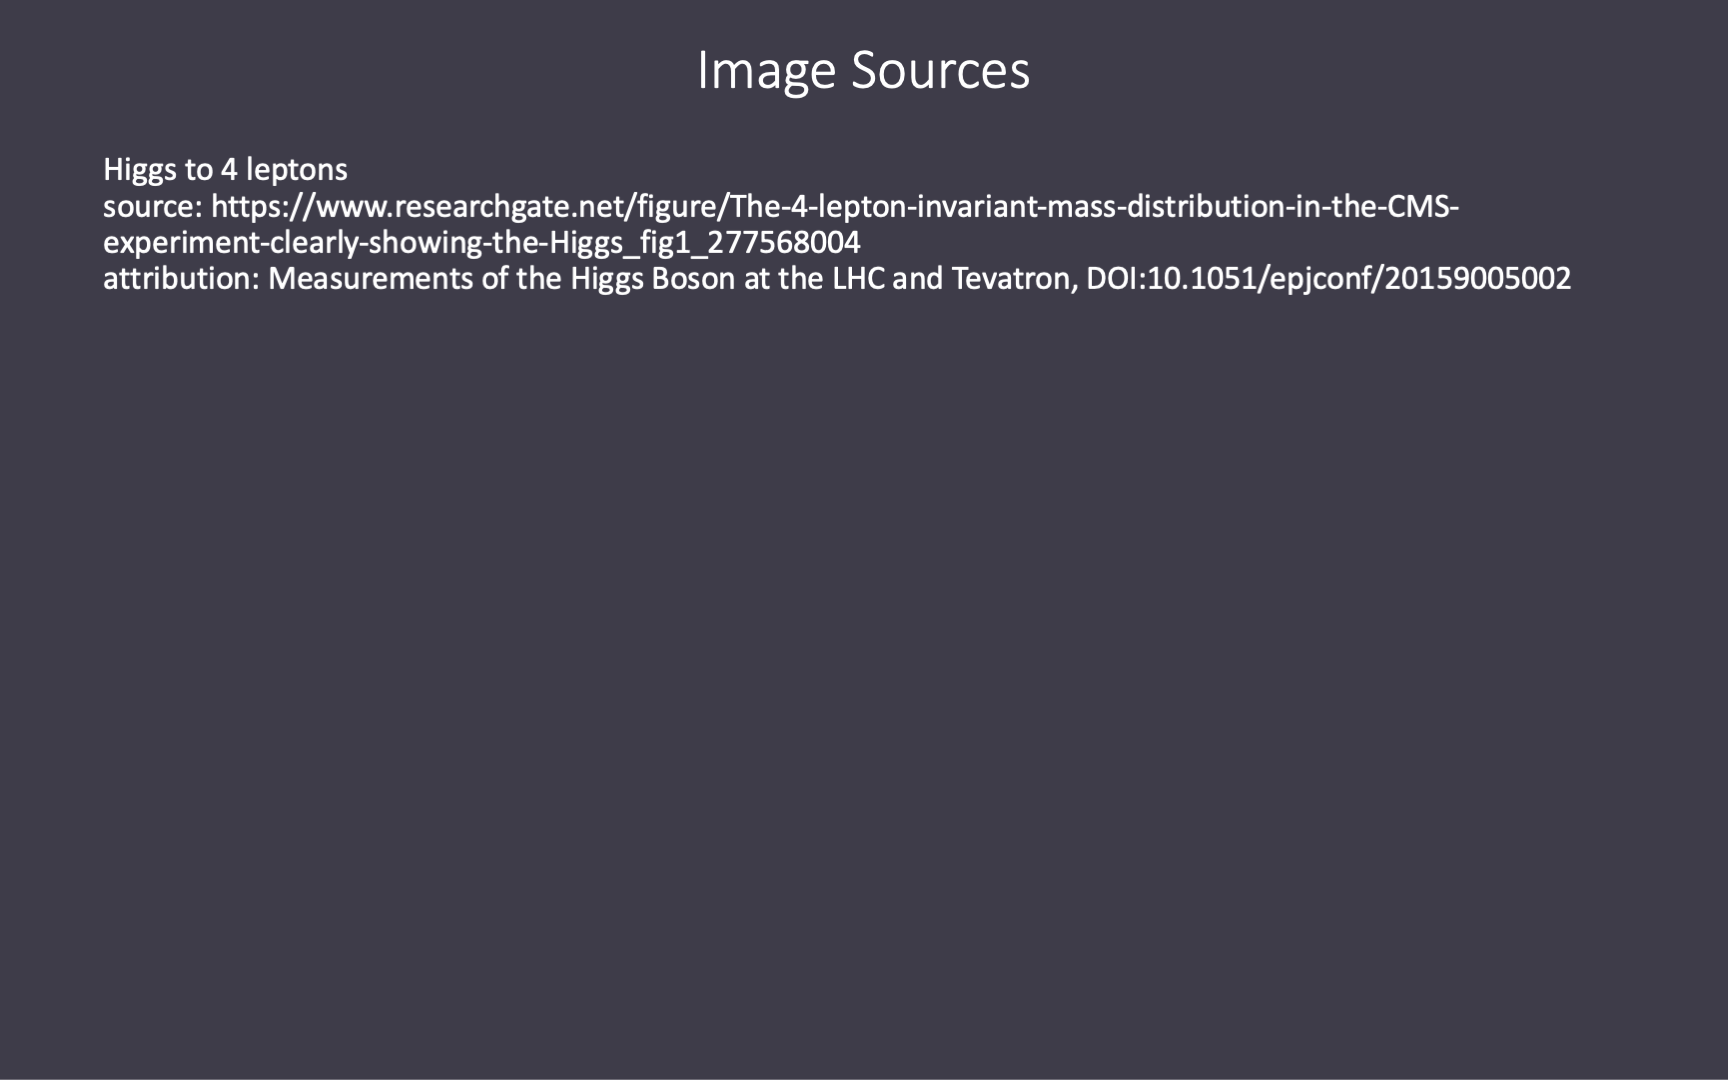 Image Sources
Higgs to 4 leptons
source: https://www.researchgate.net/figure/The-4-lepton-invariant-mass-distribution-in-the-CMS-
experiment-clearly-showing-the-Higgs_fig1_277568004
attribution: Measurements of the Higgs Boson at the LHC and Tevatron, DOI:10.1051/epjconf/20159005002